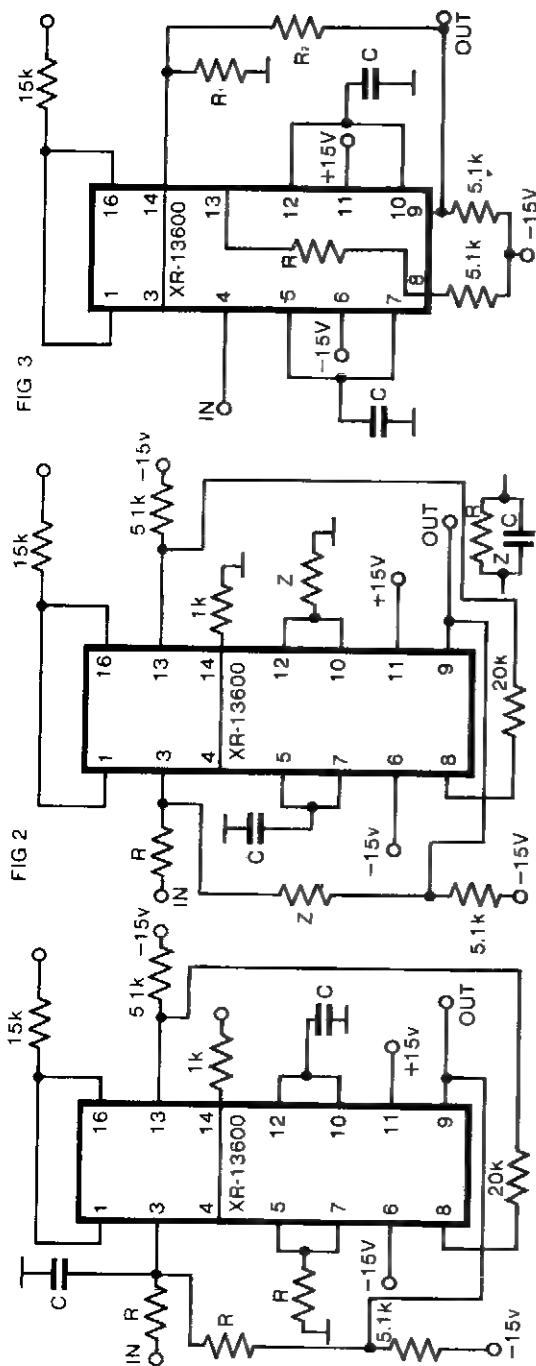 15k
C
1
16
R
IN
3
13
5 1k
-15v
4
14
1k
XR-13600
R
5
12
C
7
10
R
-15V
6
11
+15V
5.1k
8
9
OUT
20k
-15v
FIG 2
15k
1
16
R
IN
3
13
5 1k
-15v
4
14
1k
XR-13600
C
5
12
Z
7
10
-15v
6
11
+15V
Z
8
9
OUT
5.1k
20k
-15V
Z
R
C
FIG 3
15k
1
16
3
14
R1
R2
XR-13600
IN
4
13
R
5
12
C
-15V
6
11
+15V
C
7
10
8
9
OUT
5.1k
5.1k
-15V